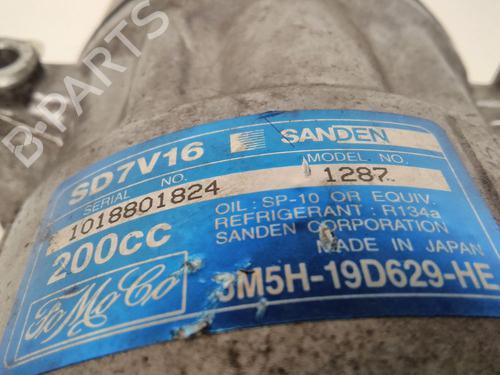 B-PARTS
SD7V16 SANDEN
SERIAL NO. MODEL NO.
1018801824 1287
200CC OIL : SP-10 OR EQUIV.
REFRIGERANT : R134a
SANDEN CORPORATION
MADE IN JAPAN
FoMoCo 3M5H-19D629-HE